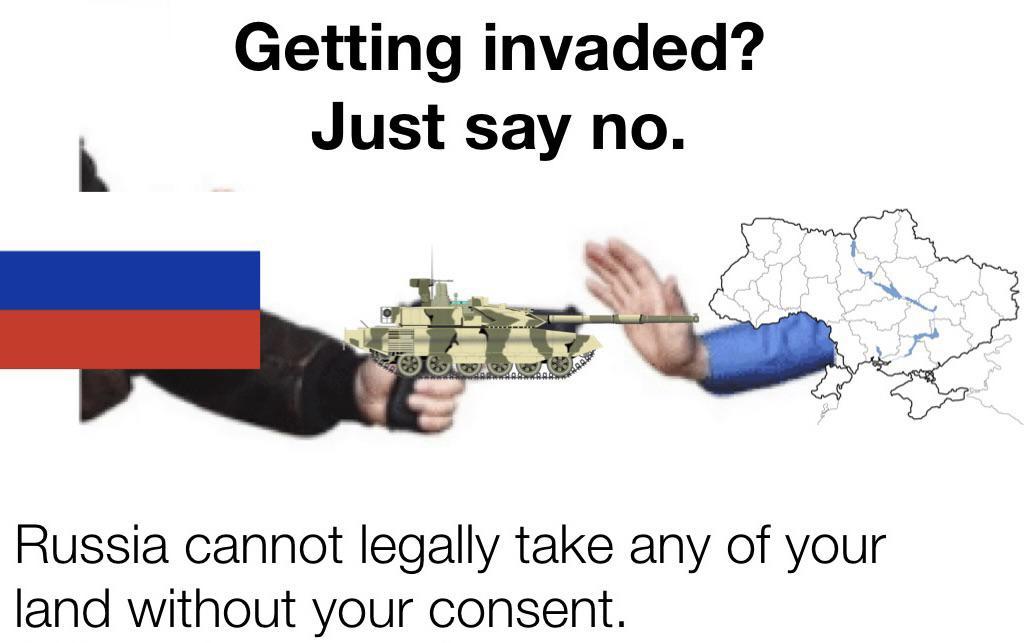 Getting invaded?
Just say no.
Russia cannot legally take any of your
land without your consent.